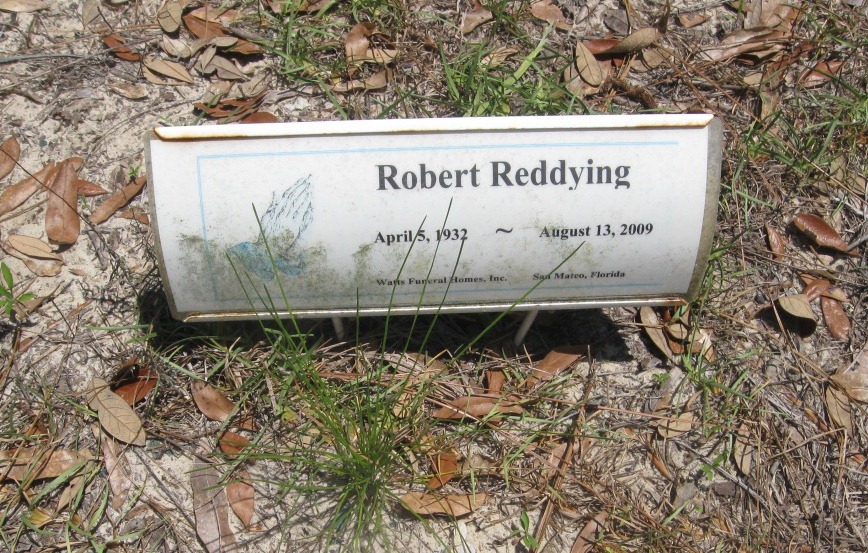 Robert Reddying
April 5, 1932 ~ August 13, 2009
Watts Funeral Homes, Inc. San Mateo, Florida